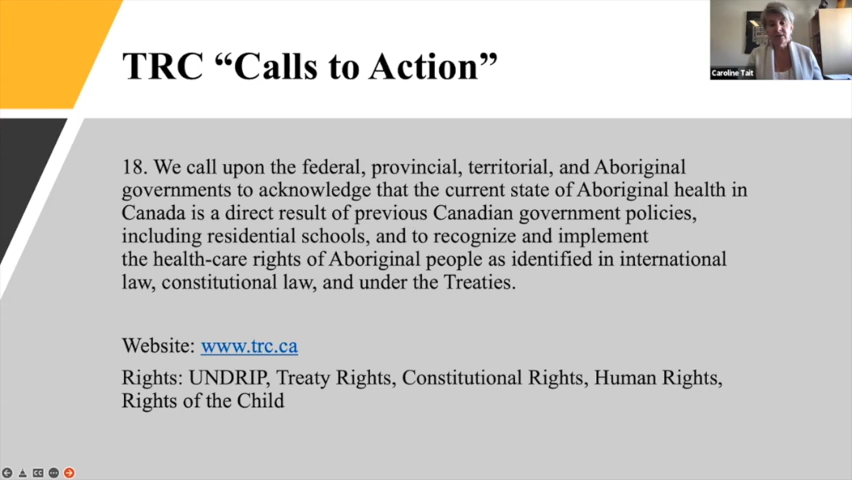 TRC “Calls to Action”
Caroline Tait
18. We call upon the federal, provincial, territorial, and Aboriginal
governments to acknowledge that the current state of Aboriginal health in
Canada is a direct result of previous Canadian government policies,
including residential schools, and to recognize and implement
the health-care rights of Aboriginal people as identified in international
law, constitutional law, and under the Treaties.
Website: www.trc.ca
Rights: UNDRIP, Treaty Rights, Constitutional Rights, Human Rights,
Rights of the Child
CC